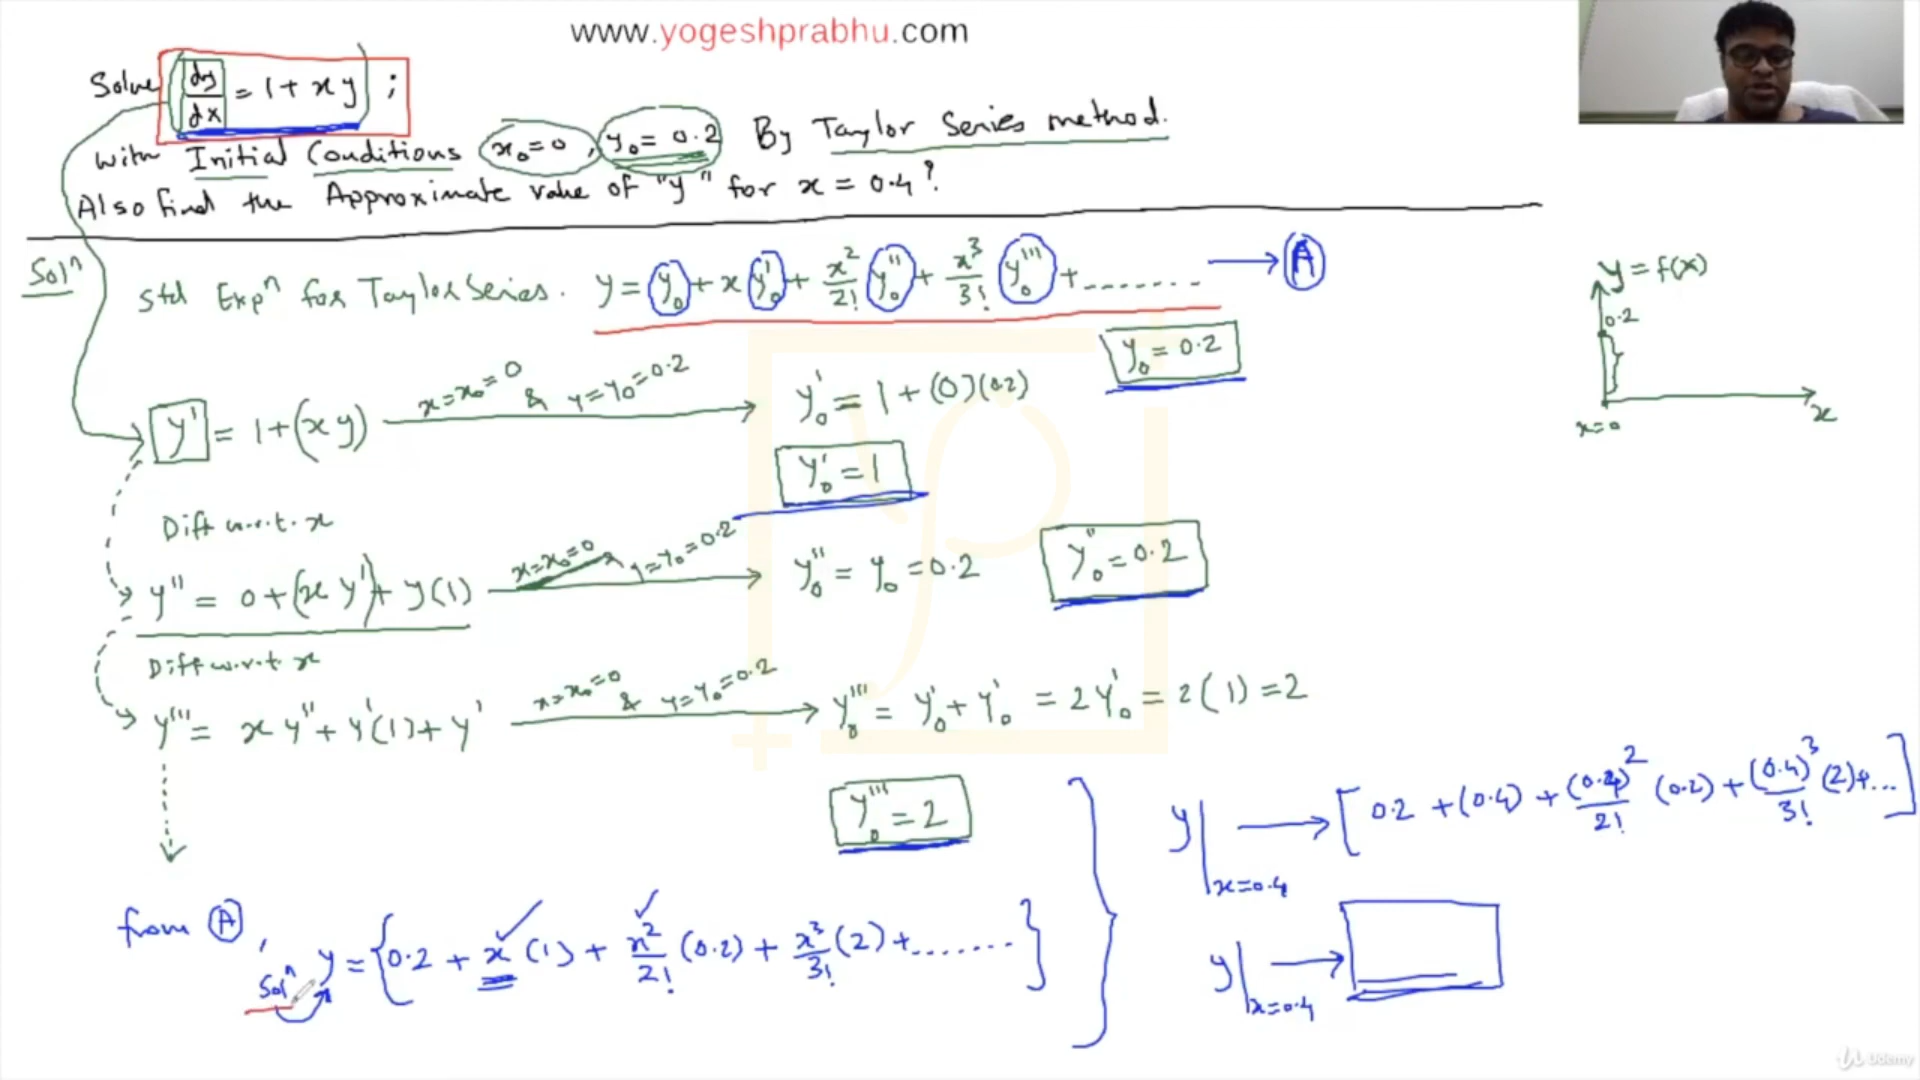 www.yogeshprabhu.com
Solve dy/dx = 1 + x y ;
with Initial Conditions x₀=0 , y₀ = 0.2 By Taylor Series method.
Also find the Approximate value of "y" for x = 0.4?
Solⁿ
Std Expⁿ for Taylor Series. y = y₀ + x y₀' + x²/2! y₀'' + x³/3! y₀''' + ........ → A
y = f(x)
0.2
x=0
x
y₀ = 0.2
y' = 1+(x y) x=x₀=0 & y=y₀=0.2 y₀' = 1 + (0)(0.2)
y₀' = 1
Diff w.r.t. x
y'' = 0+(x y')+ y(1) x=x₀=0 , y=y₀=0.2 y₀'' = y₀ = 0.2 y₀'' = 0.2
Diff w.r.t x
y''' = x y'' + y'(1) + y' x=x₀=0 & y=y₀=0.2 y₀''' = y₀' + y₀' = 2 y₀' = 2(1) = 2
y₀''' = 2
y|x=0.4 → [0.2 + (0.4) + (0.4)²/2! (0.2) + (0.4)³/3! (2)+...]
from A ,
Solⁿ y = {0.2 + x (1) + x²/2! (0.2) + x³/3! (2) + ....... }
y|x=0.4 →
Udemy